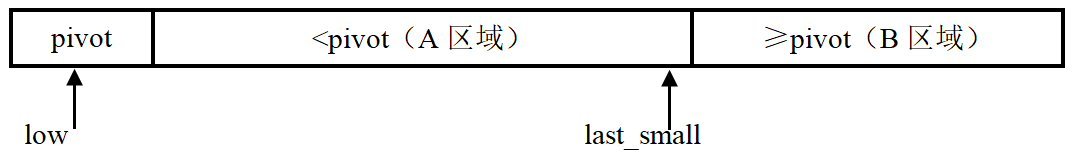 pivot <pivot（A 区域） ≥pivot（B 区域）
low last_small